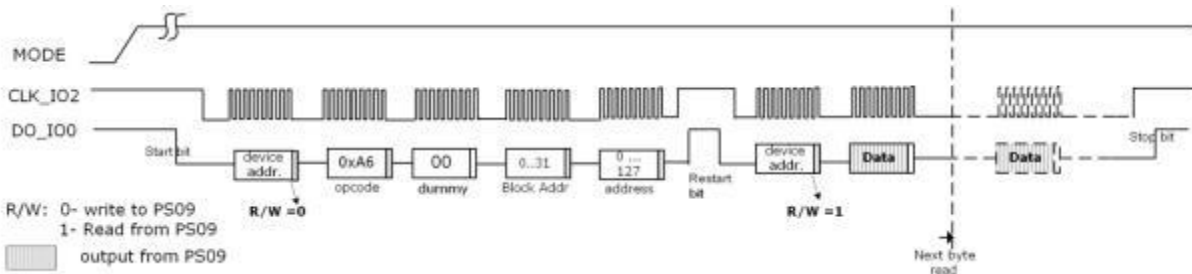 MODE
CLK_IO2
DO_IO0
Start bit
device
addr.
0xA6
opcode
00
dummy
0..31
Block Addr
0 ...
127
address
Restart
bit
device
addr.
Data
Data
Stop bit
R/W: 0- write to PS09
1- Read from PS09
R/W =0
R/W =1
output from PS09
Next byte
read